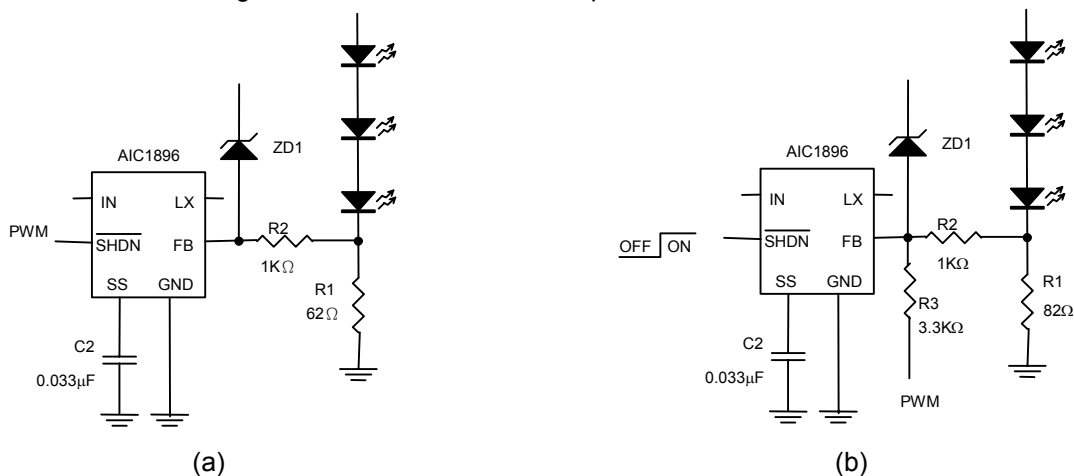 AIC1896
ZD1
IN
LX
PWM
SHDN
FB
R2
1KΩ
SS
GND
R1
62Ω
C2
0.033µF
(a)
AIC1896
ZD1
IN
LX
OFF
ON
SHDN
FB
R2
1KΩ
SS
GND
R3
3.3KΩ
R1
82Ω
C2
0.033µF
PWM
(b)